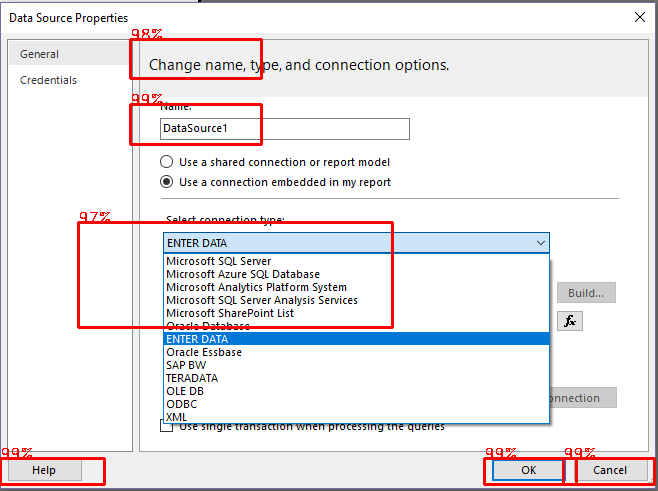 Data Source Properties
General
Credentials
98%
Change name, type, and connection options.
99%
Name:
DataSource1
Use a shared connection or report model
Use a connection embedded in my report
97%
Select connection type:
ENTER DATA
Microsoft SQL Server
Microsoft Azure SQL Database
Microsoft Analytics Platform System
Microsoft SQL Server Analysis Services
Microsoft SharePoint List
Oracle Database
ENTER DATA
Oracle Essbase
SAP BW
TERADATA
OLE DB
ODBC
XML
Build...
fx
onnection
Use single transaction when processing the queries
99%
99%
99%
Help
OK
Cancel